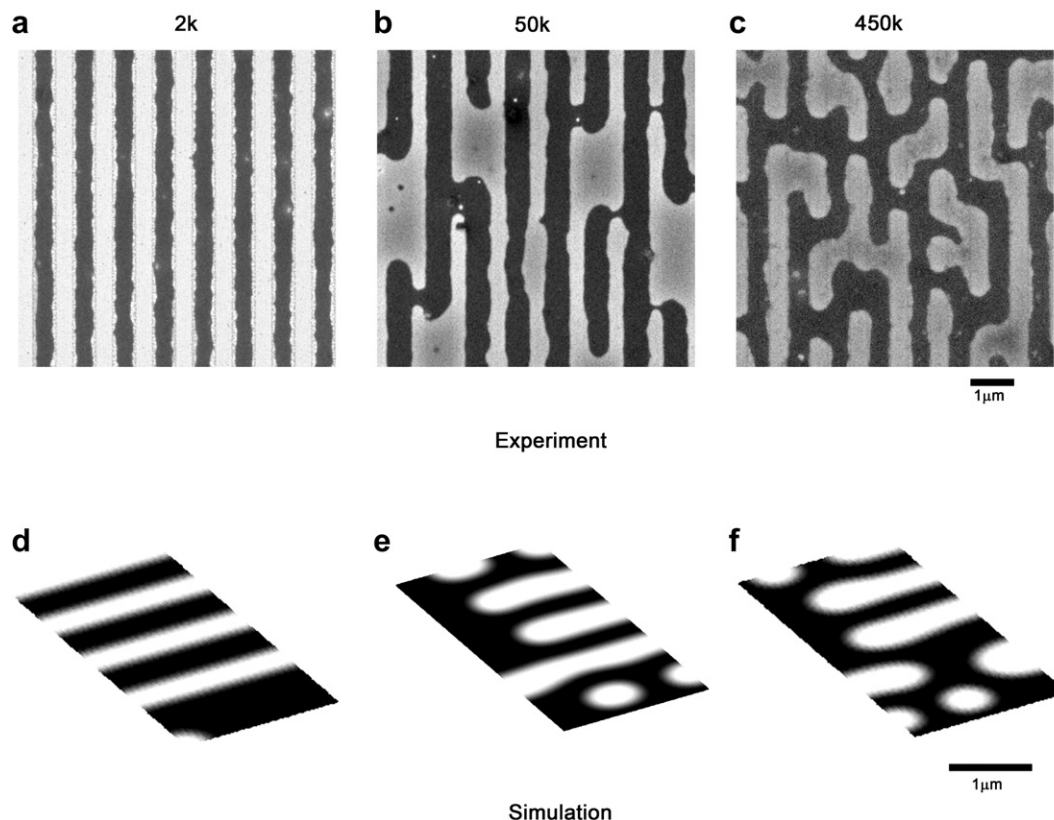 a 2k b 50k c 450k
1μm
Experiment
d e f
1μm
Simulation